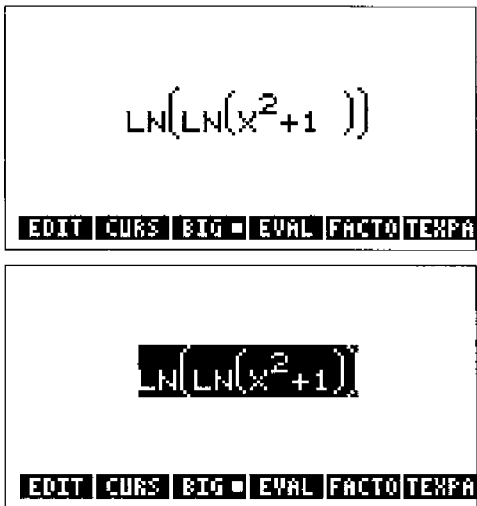 LN(LN(X²+1 ))
EDIT CURS BIG ■ EVAL FACTO TEXPA
LN(LN(X²+1))
EDIT CURS BIG ■ EVAL FACTO TEXPA